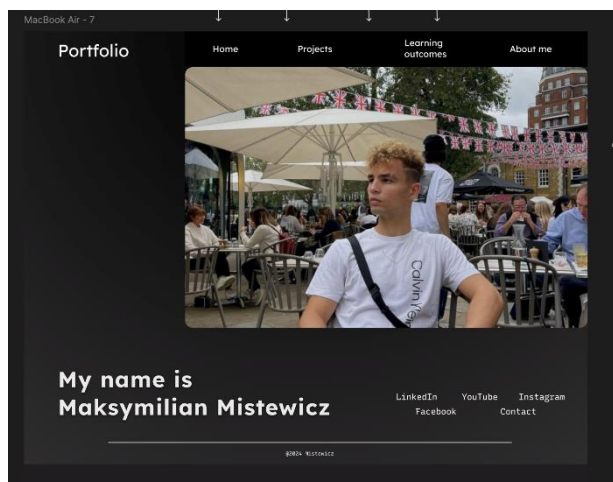 MacBook Air - 7
Portfolio
Home
Projects
Learning
outcomes
About me
Calvin Kle
My name is
Maksymilian Mistewicz
LinkedIn YouTube Instagram
Facebook Contact
@2024 Mistewicz